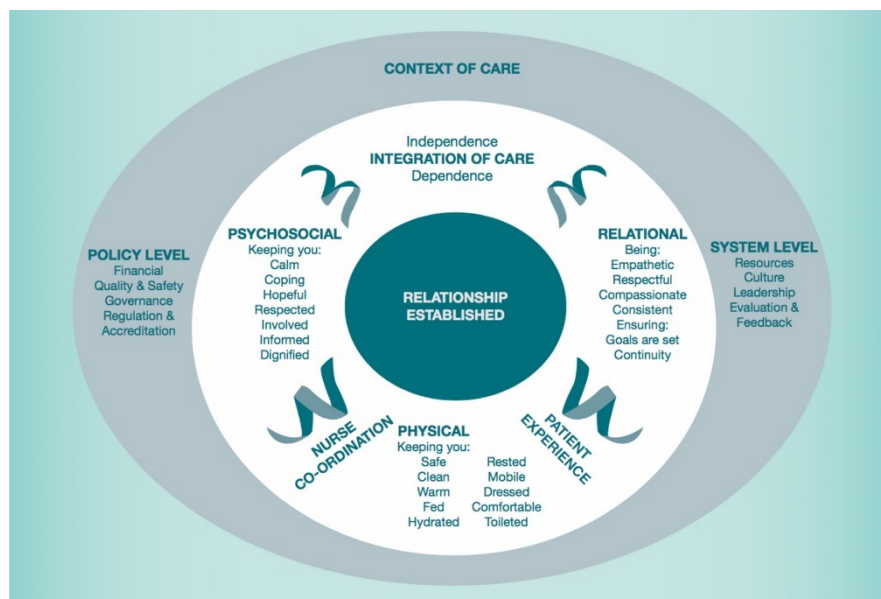 CONTEXT OF CARE
Independence
INTEGRATION OF CARE
Dependence
POLICY LEVEL
Financial
Quality & Safety
Governance
Regulation &
Accreditation
PSYCHOSOCIAL
Keeping you:
Calm
Coping
Hopeful
Respected
Involved
Informed
Dignified
RELATIONSHIP
ESTABLISHED
RELATIONAL
Being:
Empathetic
Respectful
Compassionate
Consistent
Ensuring:
Goals are set
Continuity
SYSTEM LEVEL
Resources
Culture
Leadership
Evaluation &
Feedback
NURSE
CO-ORDINATION
PHYSICAL
Keeping you:
Safe
Clean
Warm
Fed
Hydrated
Rested
Mobile
Dressed
Comfortable
Toileted
PATIENT
EXPERIENCE